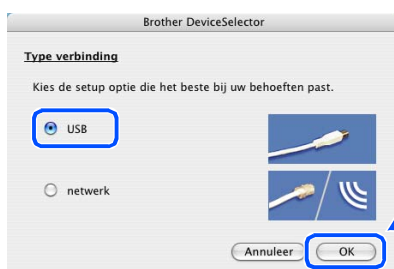 Brother DeviceSelector
Type verbinding
Kies de setup optie die het beste bij uw behoeften past.
USB
netwerk
Annuleer OK